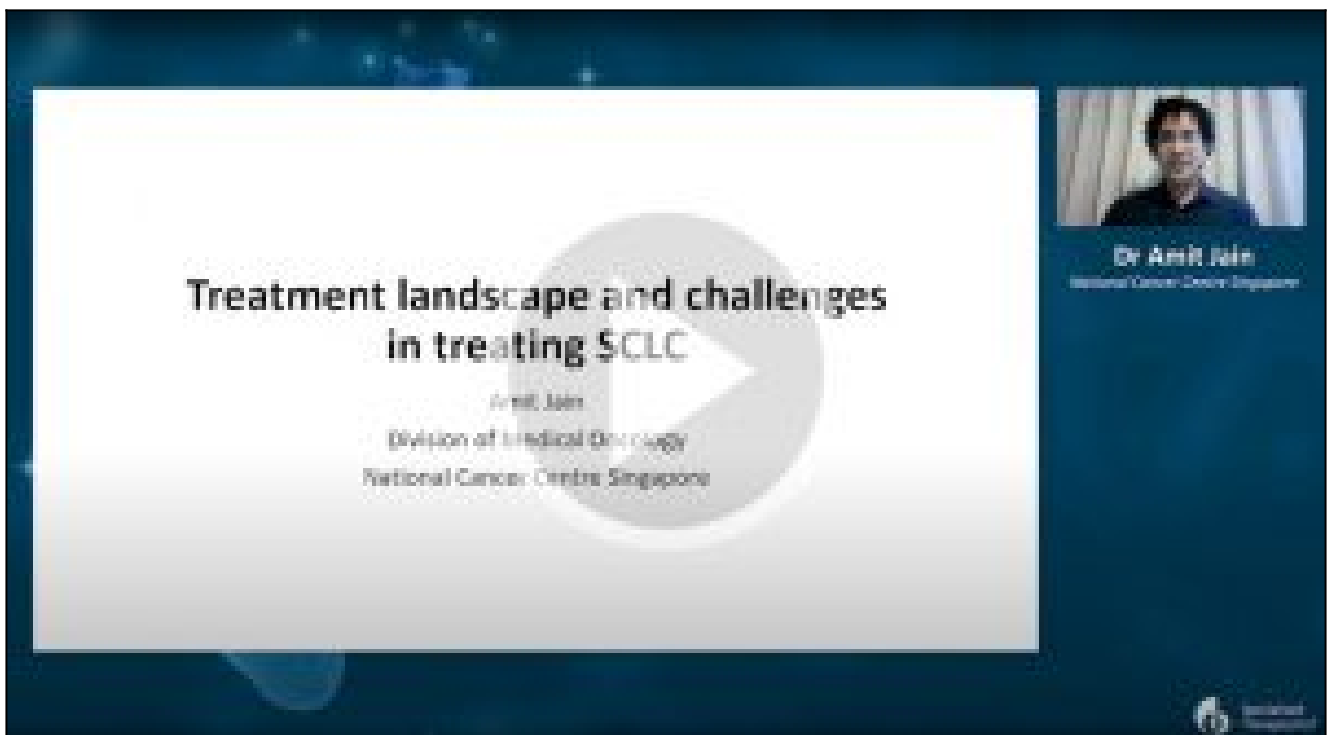 Treatment landscape and challenges
in treating SCLC
Amit Jain
Division of Medical Oncology
National Cancer Centre Singapore
Dr Amit Jain
National Cancer Centre Singapore